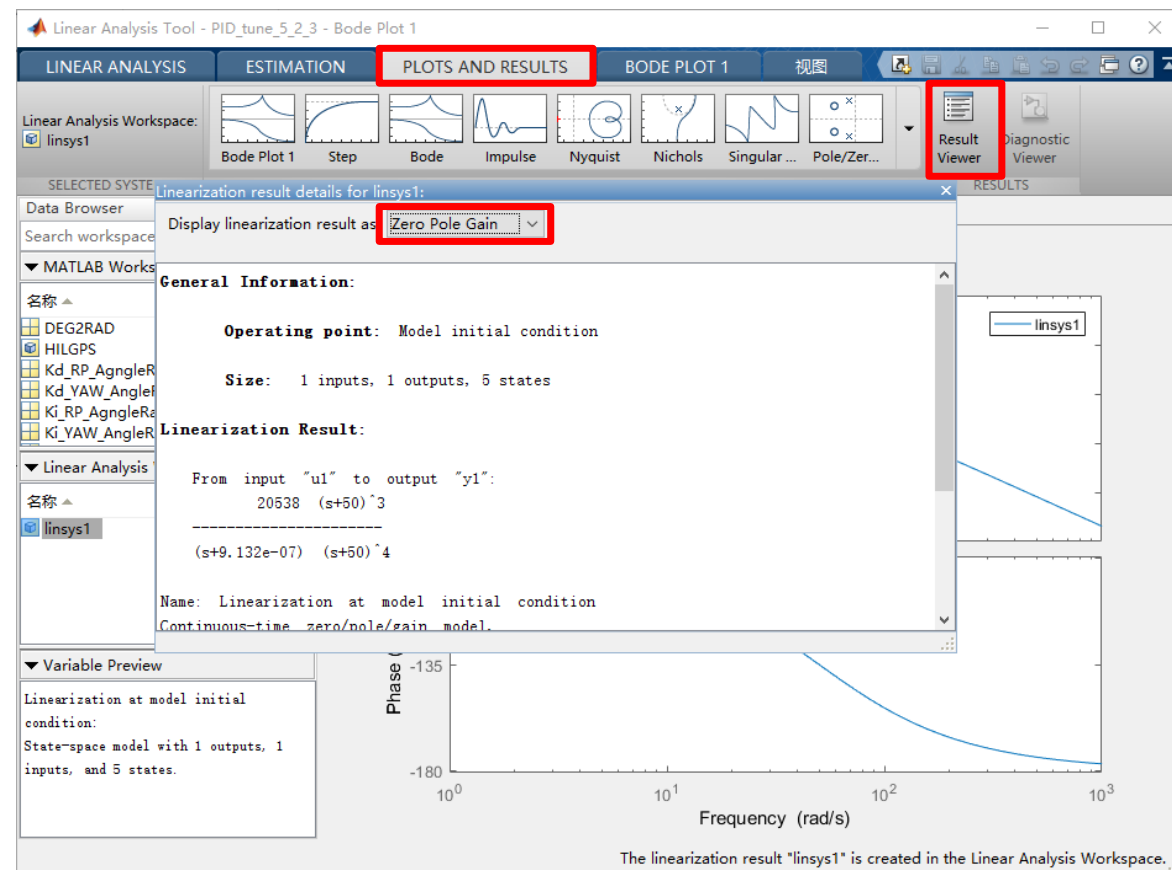 Linear Analysis Tool - PID_tune_5_2_3 - Bode Plot 1
LINEAR ANALYSIS
ESTIMATION
PLOTS AND RESULTS
BODE PLOT 1
视图
Linear Analysis Workspace:
linsys1
Bode Plot 1
Step
Bode
Impulse
Nyquist
Nichols
Singular ...
Pole/Zer...
Result
Viewer
Diagnostic
Viewer
SELECTED SYSTE
RESULTS
Data Browser
Search workspace
MATLAB Works
名称
DEG2RAD
HILGPS
Kd_RP_AgngleR
Kd_YAW_Angle
Ki_RP_AgngleRa
Ki_YAW_AngleR
Linear Analysis
名称
linsys1
Variable Preview
Linearization at model initial
condition:
State-space model with 1 outputs, 1
inputs, and 5 states.
Linearization result details for linsys1:
Display linearization result as
Zero Pole Gain
General Information:
Operating point: Model initial condition
Size: 1 inputs, 1 outputs, 5 states
Linearization Result:
From input "u1" to output "y1":
20538 (s+50)^3
----------------------
(s+9.132e-07) (s+50)^4
Name: Linearization at model initial condition
Continuous-time zero/pole/gain model.
linsys1
Phase (
-135
-180
10^0
10^1
10^2
10^3
Frequency (rad/s)
The linearization result "linsys1" is created in the Linear Analysis Workspace.